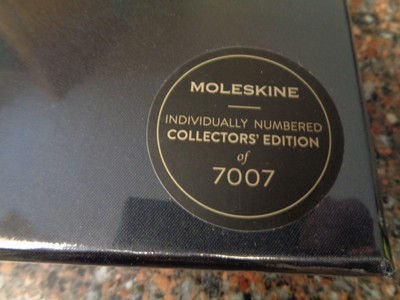 MOLESKINE
INDIVIDUALLY NUMBERED
COLLECTORS' EDITION
of
7007